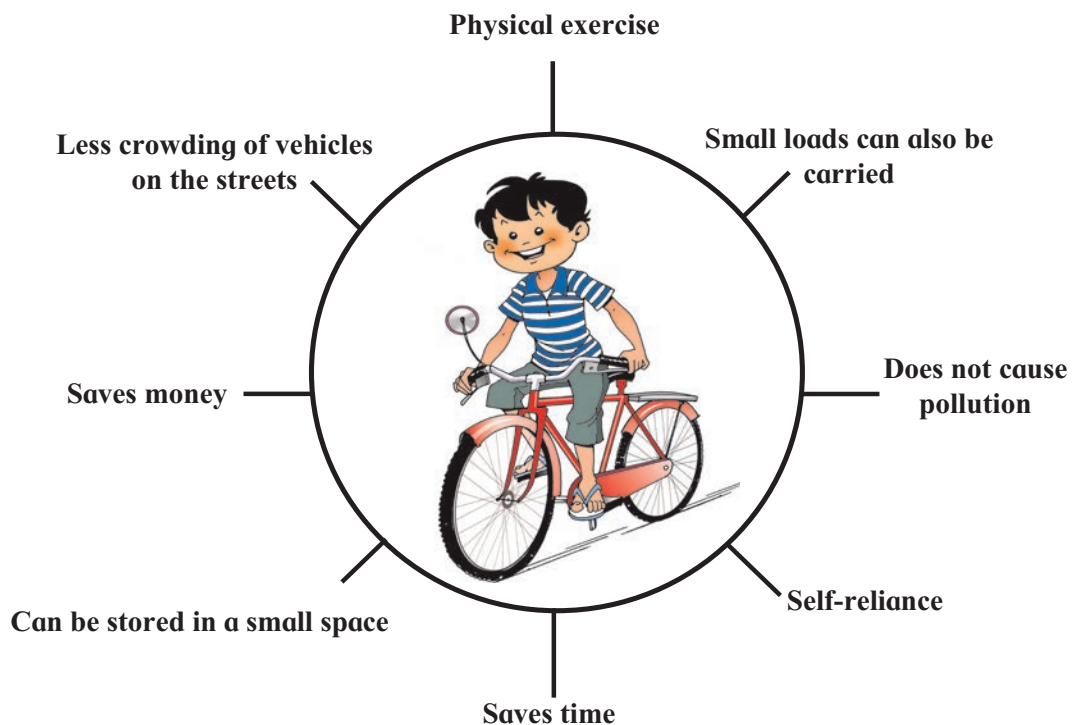 Physical exercise
Less crowding of vehicles
on the streets
Small loads can also be
carried
Saves money
Does not cause
pollution
Can be stored in a small space
Self-reliance
Saves time